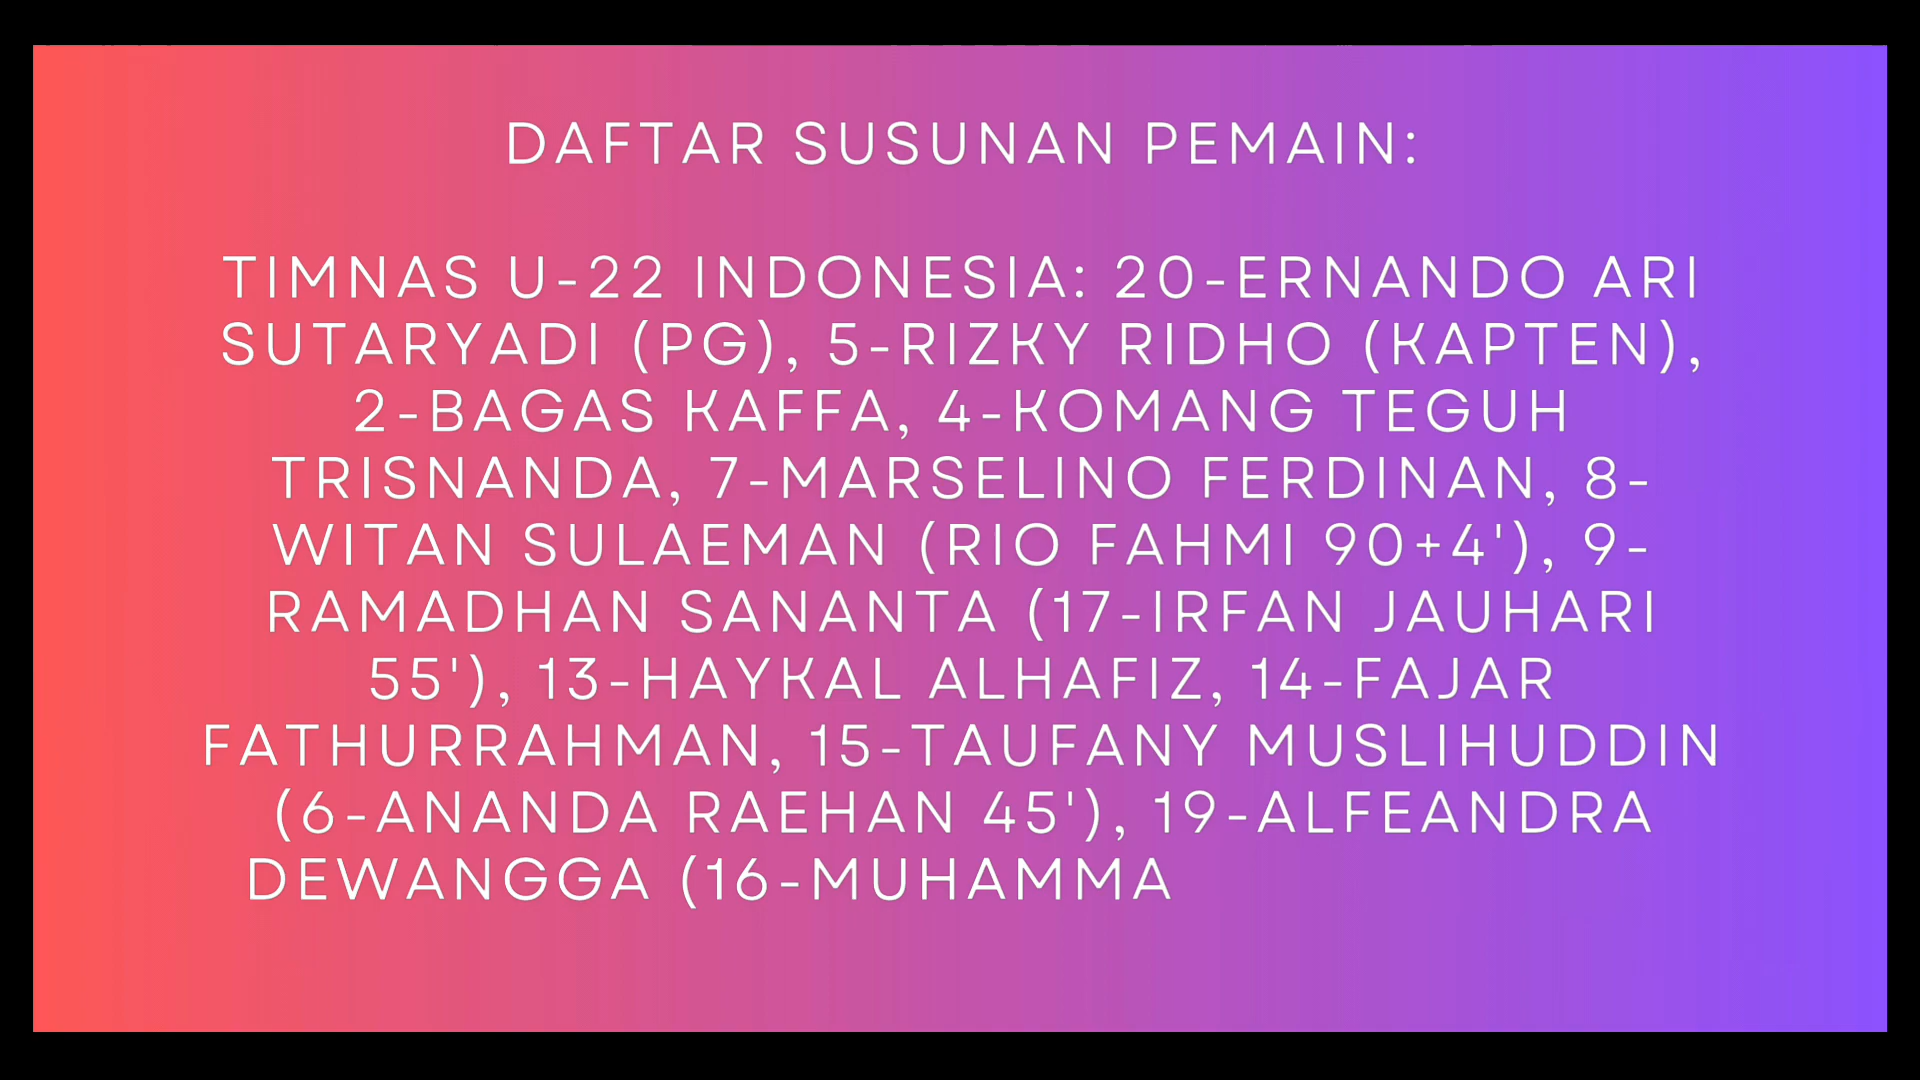 DAFTAR SUSUNAN PEMAIN:
TIMNAS U-22 INDONESIA: 20-ERNANDO ARI
SUTARYADI (PG), 5-RIZKY RIDHO (KAPTEN),
2-BAGAS KAFFA, 4-KOMANG TEGUH
TRISNANDA, 7-MARSELINO FERDINAN, 8-
WITAN SULAEMAN (RIO FAHMI 90+4'), 9-
RAMADHAN SANANTA (17-IRFAN JAUHARI
55'), 13-HAYKAL ALHAFIZ, 14-FAJAR
FATHURRAHMAN, 15-TAUFANY MUSLIHUDDIN
(6-ANANDA RAEHAN 45'), 19-ALFEANDRA
DEWANGGA (16-MUHAMMA